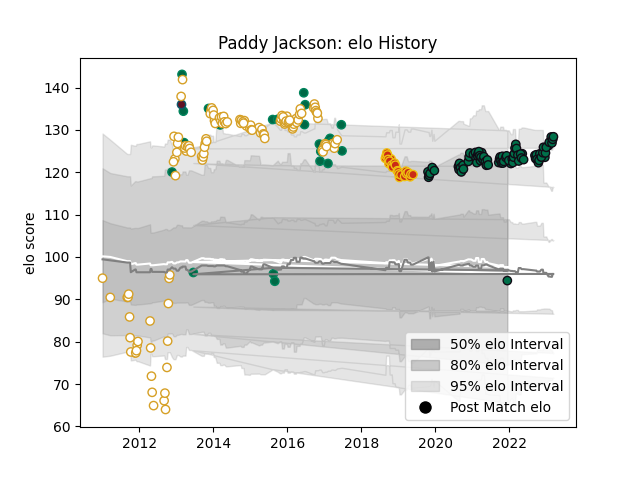 Paddy Jackson: elo History
elo score
140
130
120
110
100
90
80
70
60
2012
2014
2016
2018
2020
2022
50% elo Interval
80% elo Interval
95% elo Interval
Post Match elo